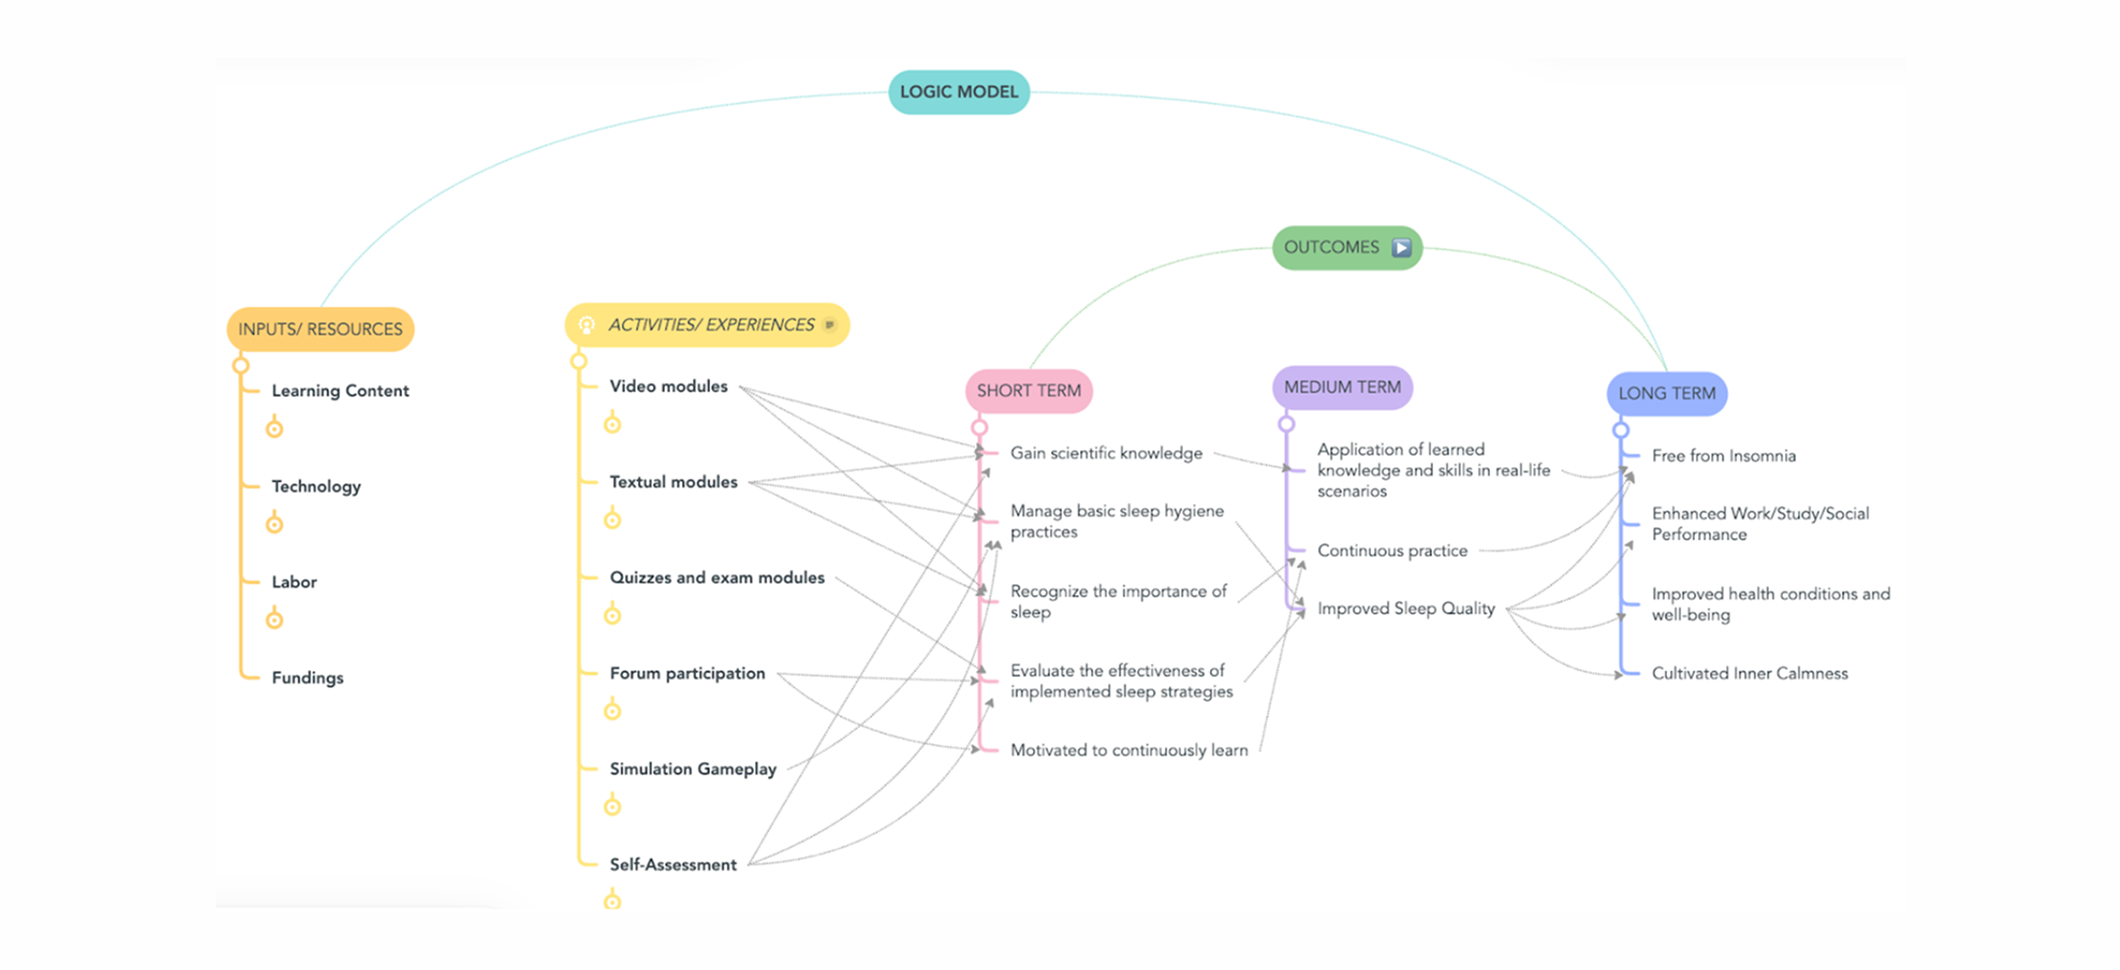 LOGIC MODEL
OUTCOMES
INPUTS/ RESOURCES
Learning Content
Technology
Labor
Fundings
ACTIVITIES/ EXPERIENCES
Video modules
Textual modules
Quizzes and exam modules
Forum participation
Simulation Gameplay
Self-Assessment
SHORT TERM
Gain scientific knowledge
Manage basic sleep hygiene
practices
Recognize the importance of
sleep
Evaluate the effectiveness of
implemented sleep strategies
Motivated to continuously learn
MEDIUM TERM
Application of learned
knowledge and skills in real-life
scenarios
Continuous practice
Improved Sleep Quality
LONG TERM
Free from Insomnia
Enhanced Work/Study/Social
Performance
Improved health conditions and
well-being
Cultivated Inner Calmness